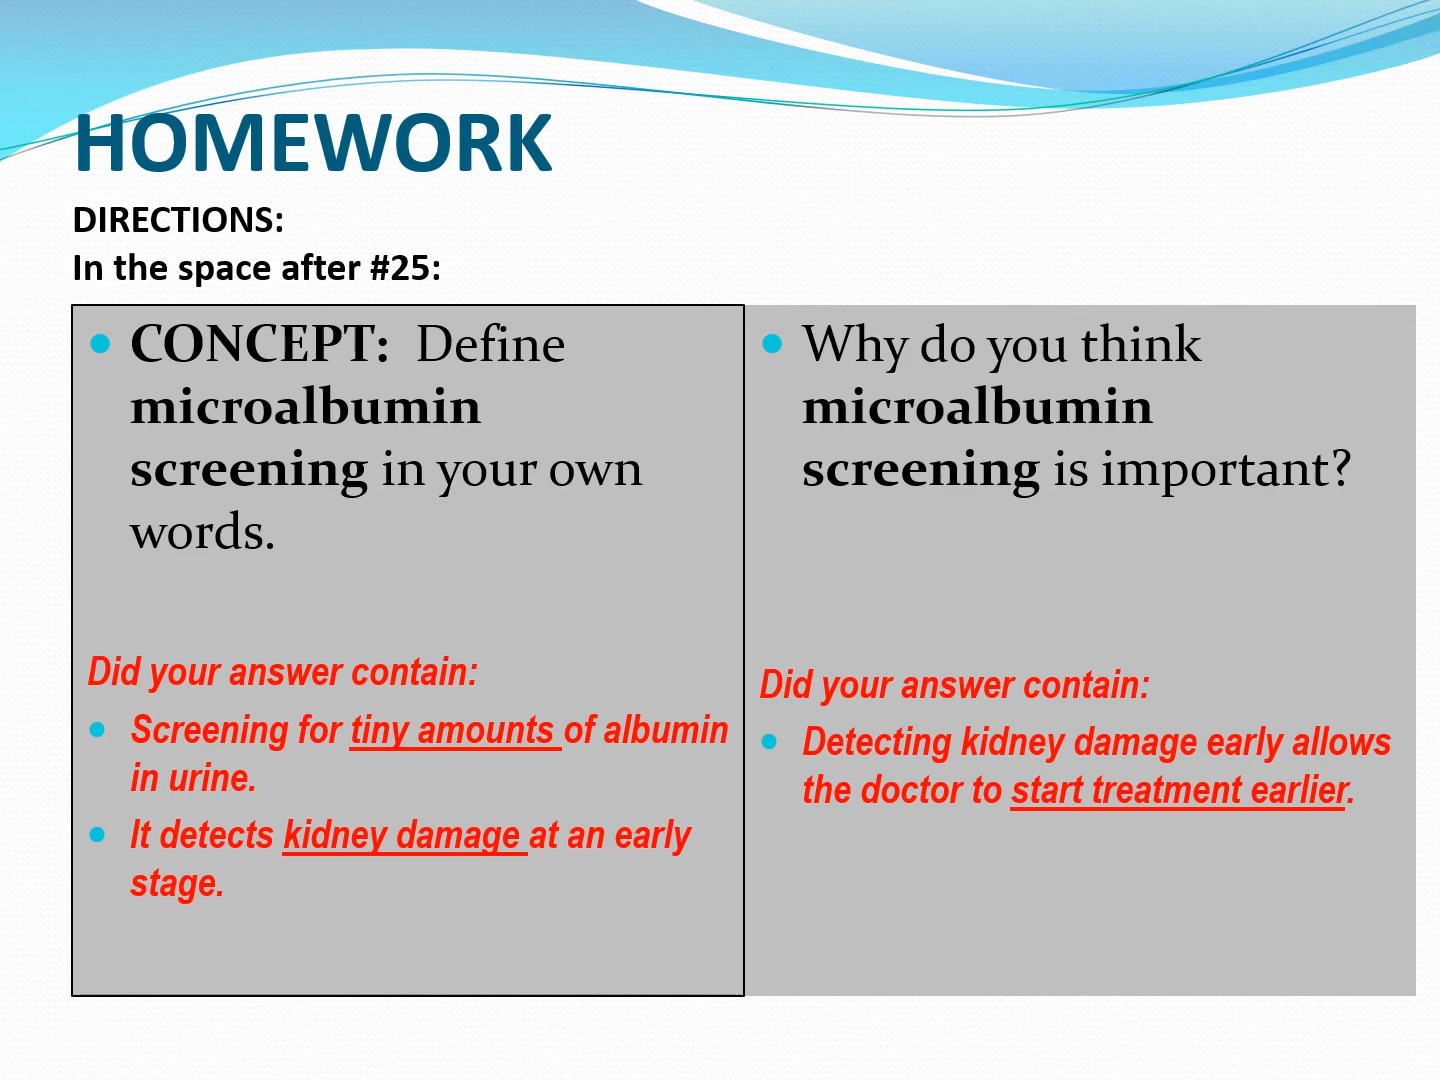 HOMEWORK
DIRECTIONS:
In the space after #25:
CONCEPT: Define
microalbumin
screening in your own
words.
Did your answer contain:
Screening for tiny amounts of albumin
in urine.
It detects kidney damage at an early
stage.
Why do you think
microalbumin
screening is important?
Did your answer contain:
Detecting kidney damage early allows
the doctor to start treatment earlier.